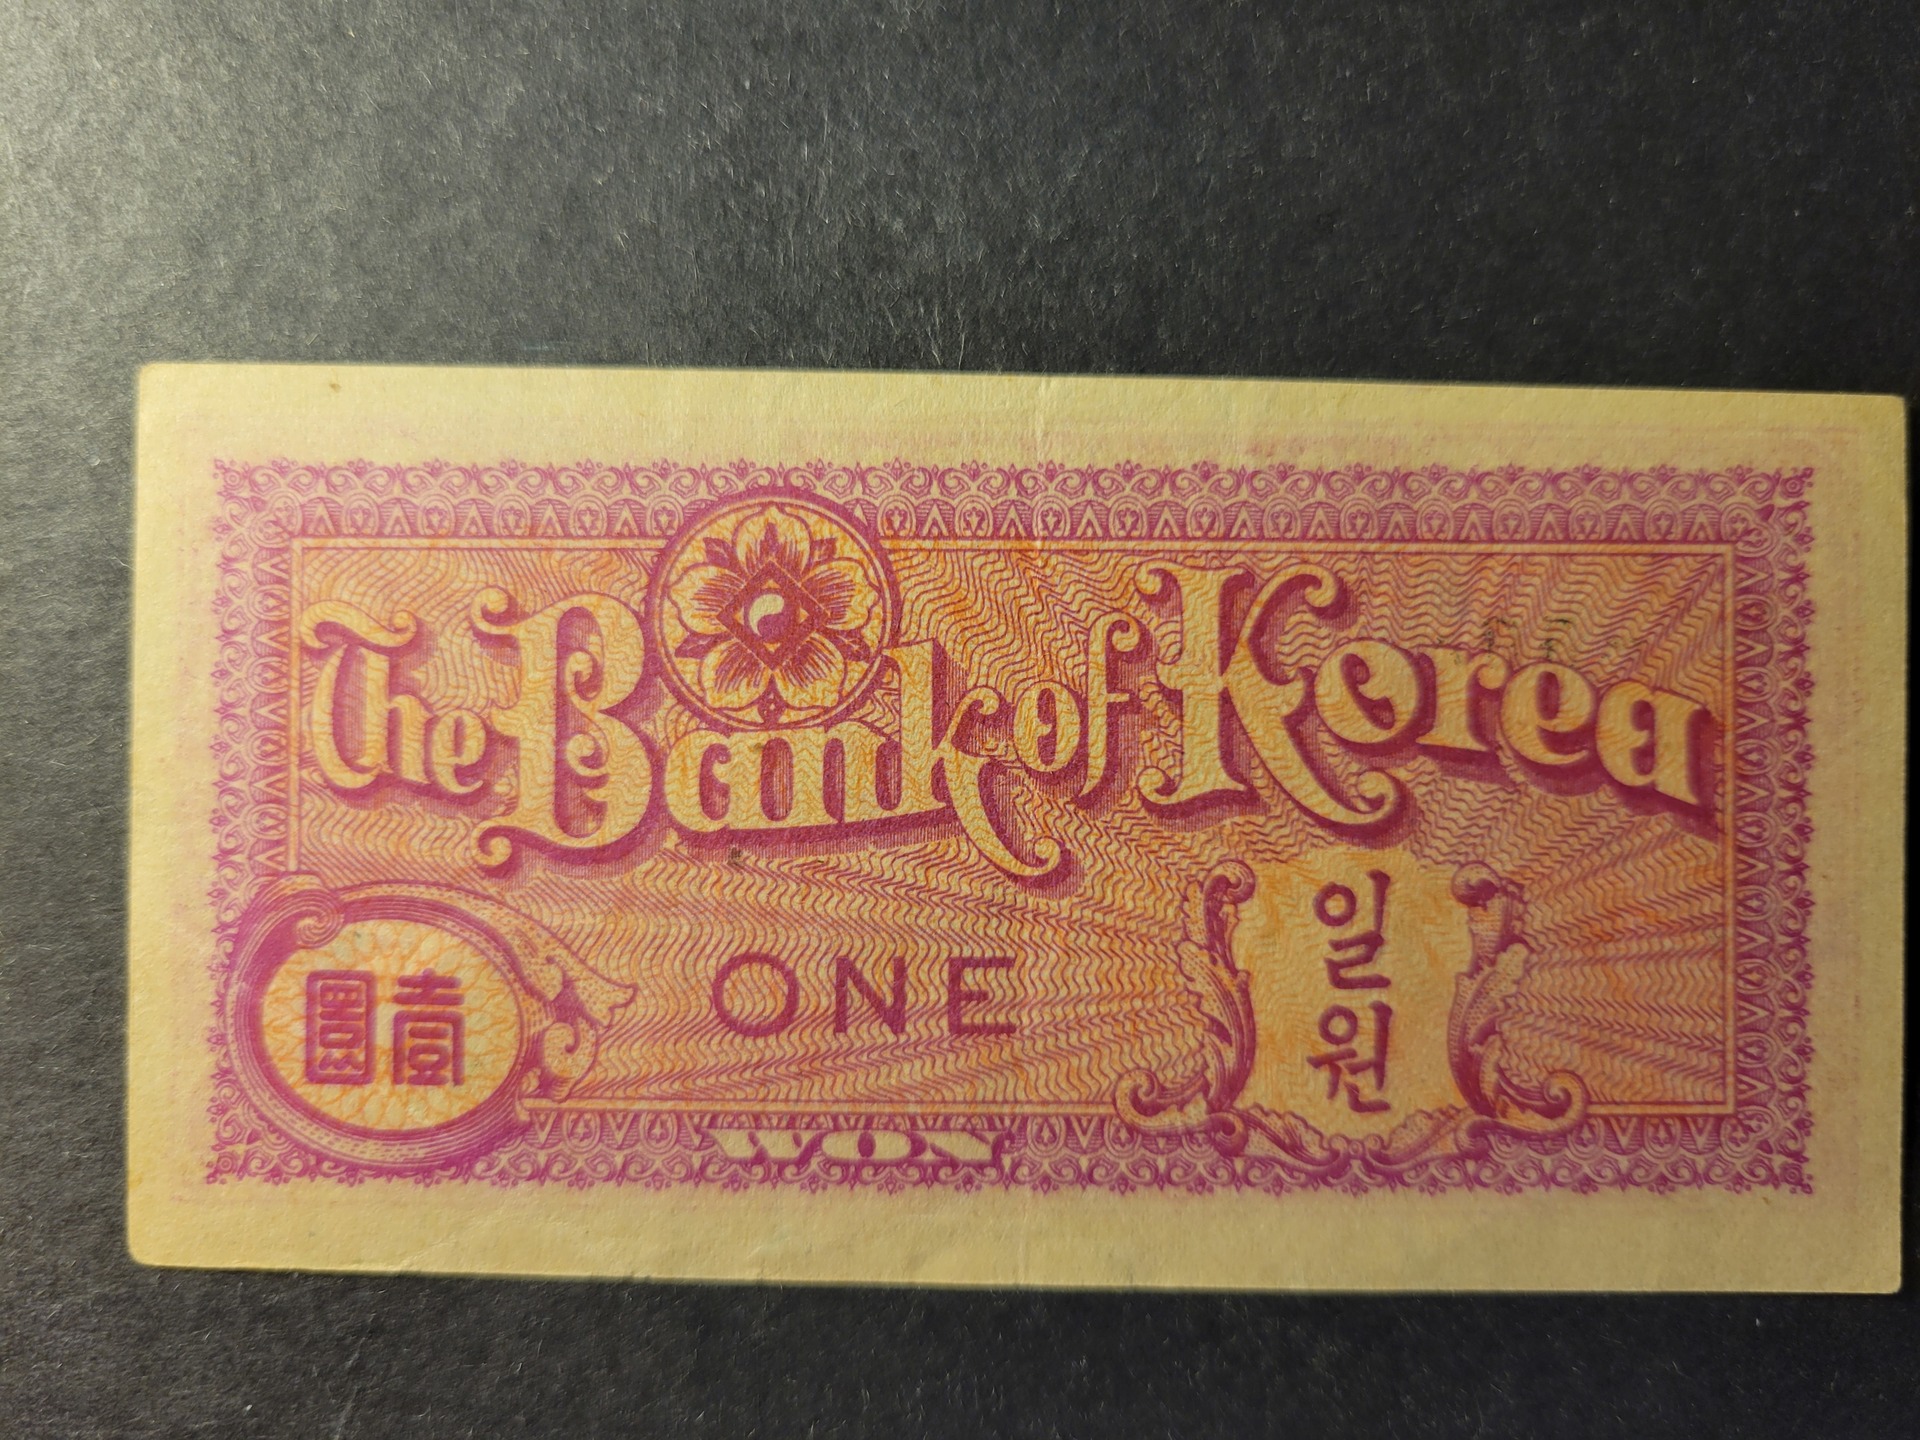 The Bank of Korea
圓壹
ONE
일
원
WON